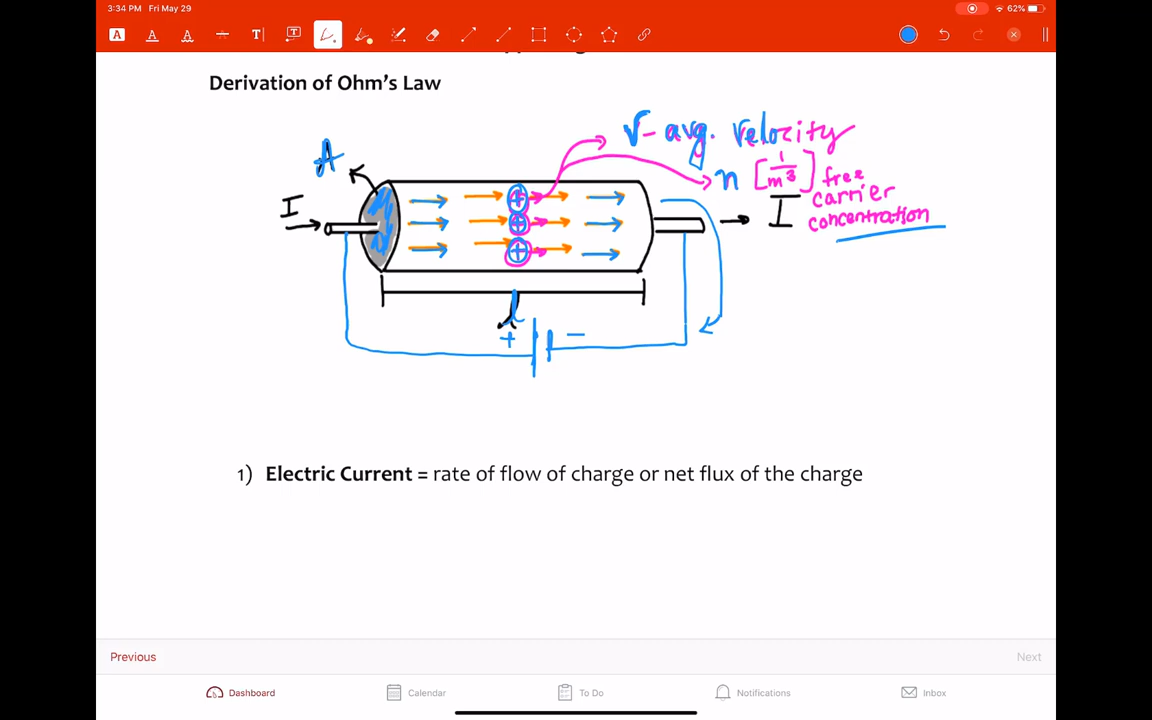 3:34 PM Fri May 29
62%
A A A T T
Derivation of Ohm's Law
v - avg. velocity
A
n [1/m³] free
carrier
concentration
I
I
+ + +
l
+ −
1) Electric Current = rate of flow of charge or net flux of the charge
Previous
Next
Dashboard
Calendar
To Do
Notifications
Inbox